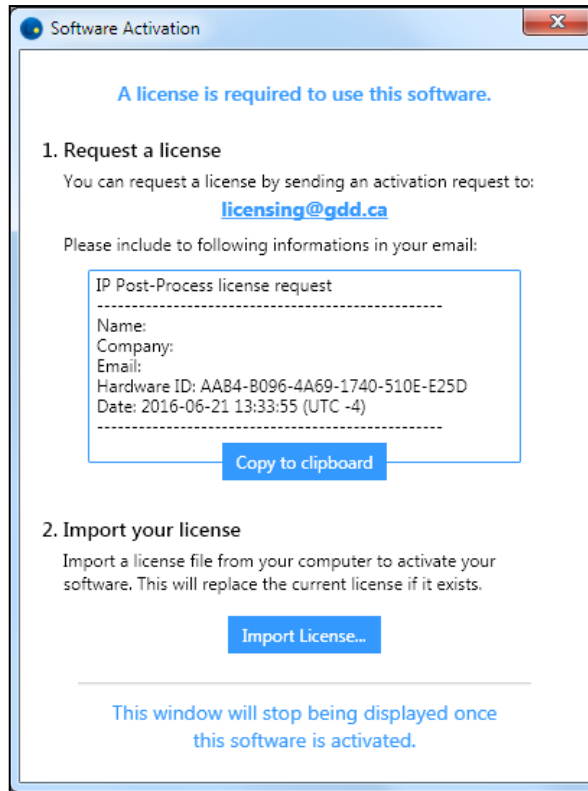 Software Activation
A license is required to use this software.
1. Request a license
You can request a license by sending an activation request to:
licensing@gdd.ca
Please include to following informations in your email:
IP Post-Process license request
--------------------------------------------------
Name:
Company:
Email:
Hardware ID: AAB4-B096-4A69-1740-510E-E25D
Date: 2016-06-21 13:33:55 (UTC -4)
--------------------------------------------------
Copy to clipboard
2. Import your license
Import a license file from your computer to activate your
software. This will replace the current license if it exists.
Import License...
This window will stop being displayed once
this software is activated.